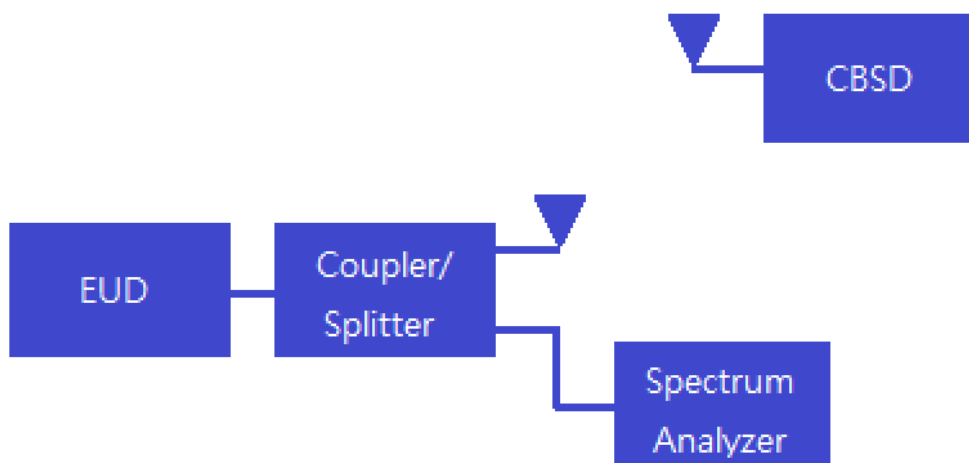 CBSD
EUD
Coupler/
Splitter
Spectrum
Analyzer